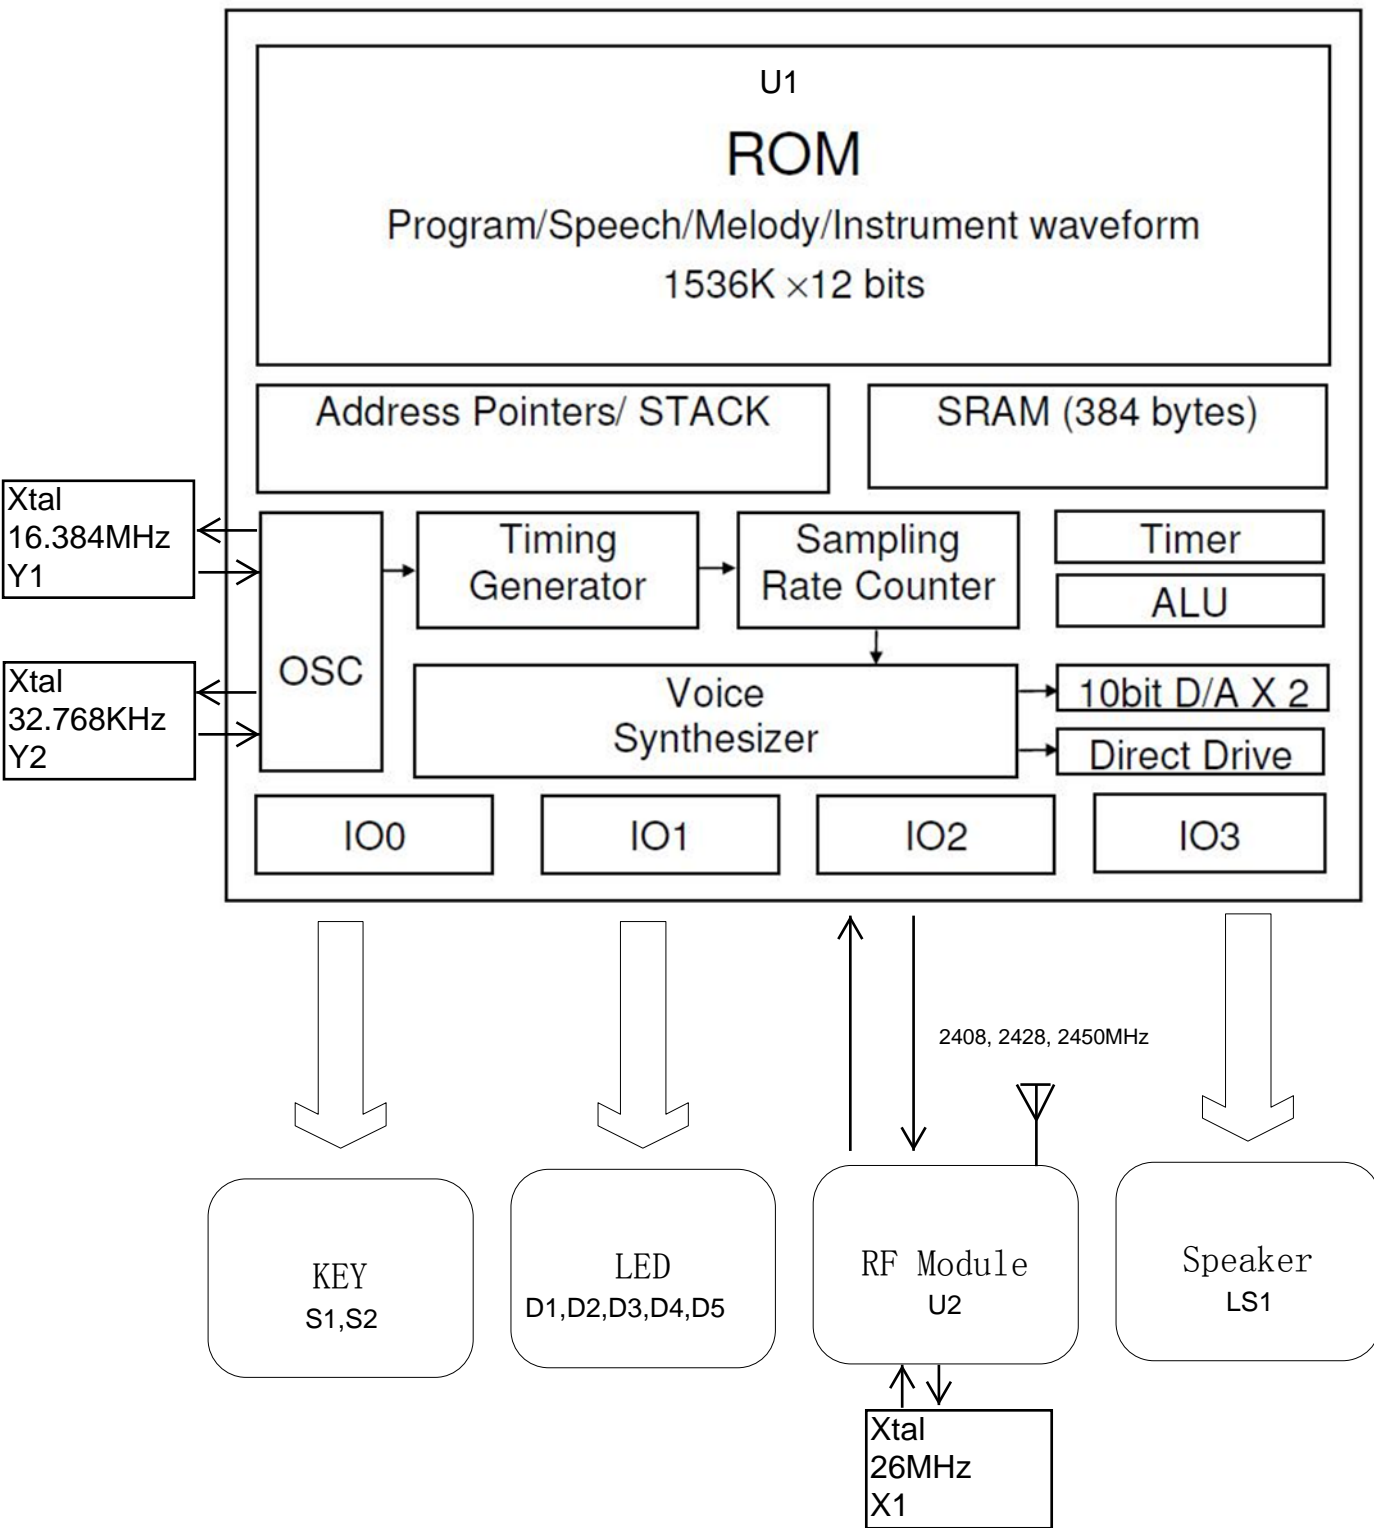 U1
ROM
Program/Speech/Melody/Instrument waveform
1536K ×12 bits
Address Pointers/ STACK
SRAM (384 bytes)
Xtal
16.384MHz
Y1
Timing
Generator
Sampling
Rate Counter
Timer
ALU
Xtal
32.768KHz
Y2
OSC
Voice
Synthesizer
10bit D/A X 2
Direct Drive
IO0
IO1
IO2
IO3
2408, 2428, 2450MHz
KEY
S1,S2
LED
D1,D2,D3,D4,D5
RF Module
U2
Speaker
LS1
Xtal
26MHz
X1